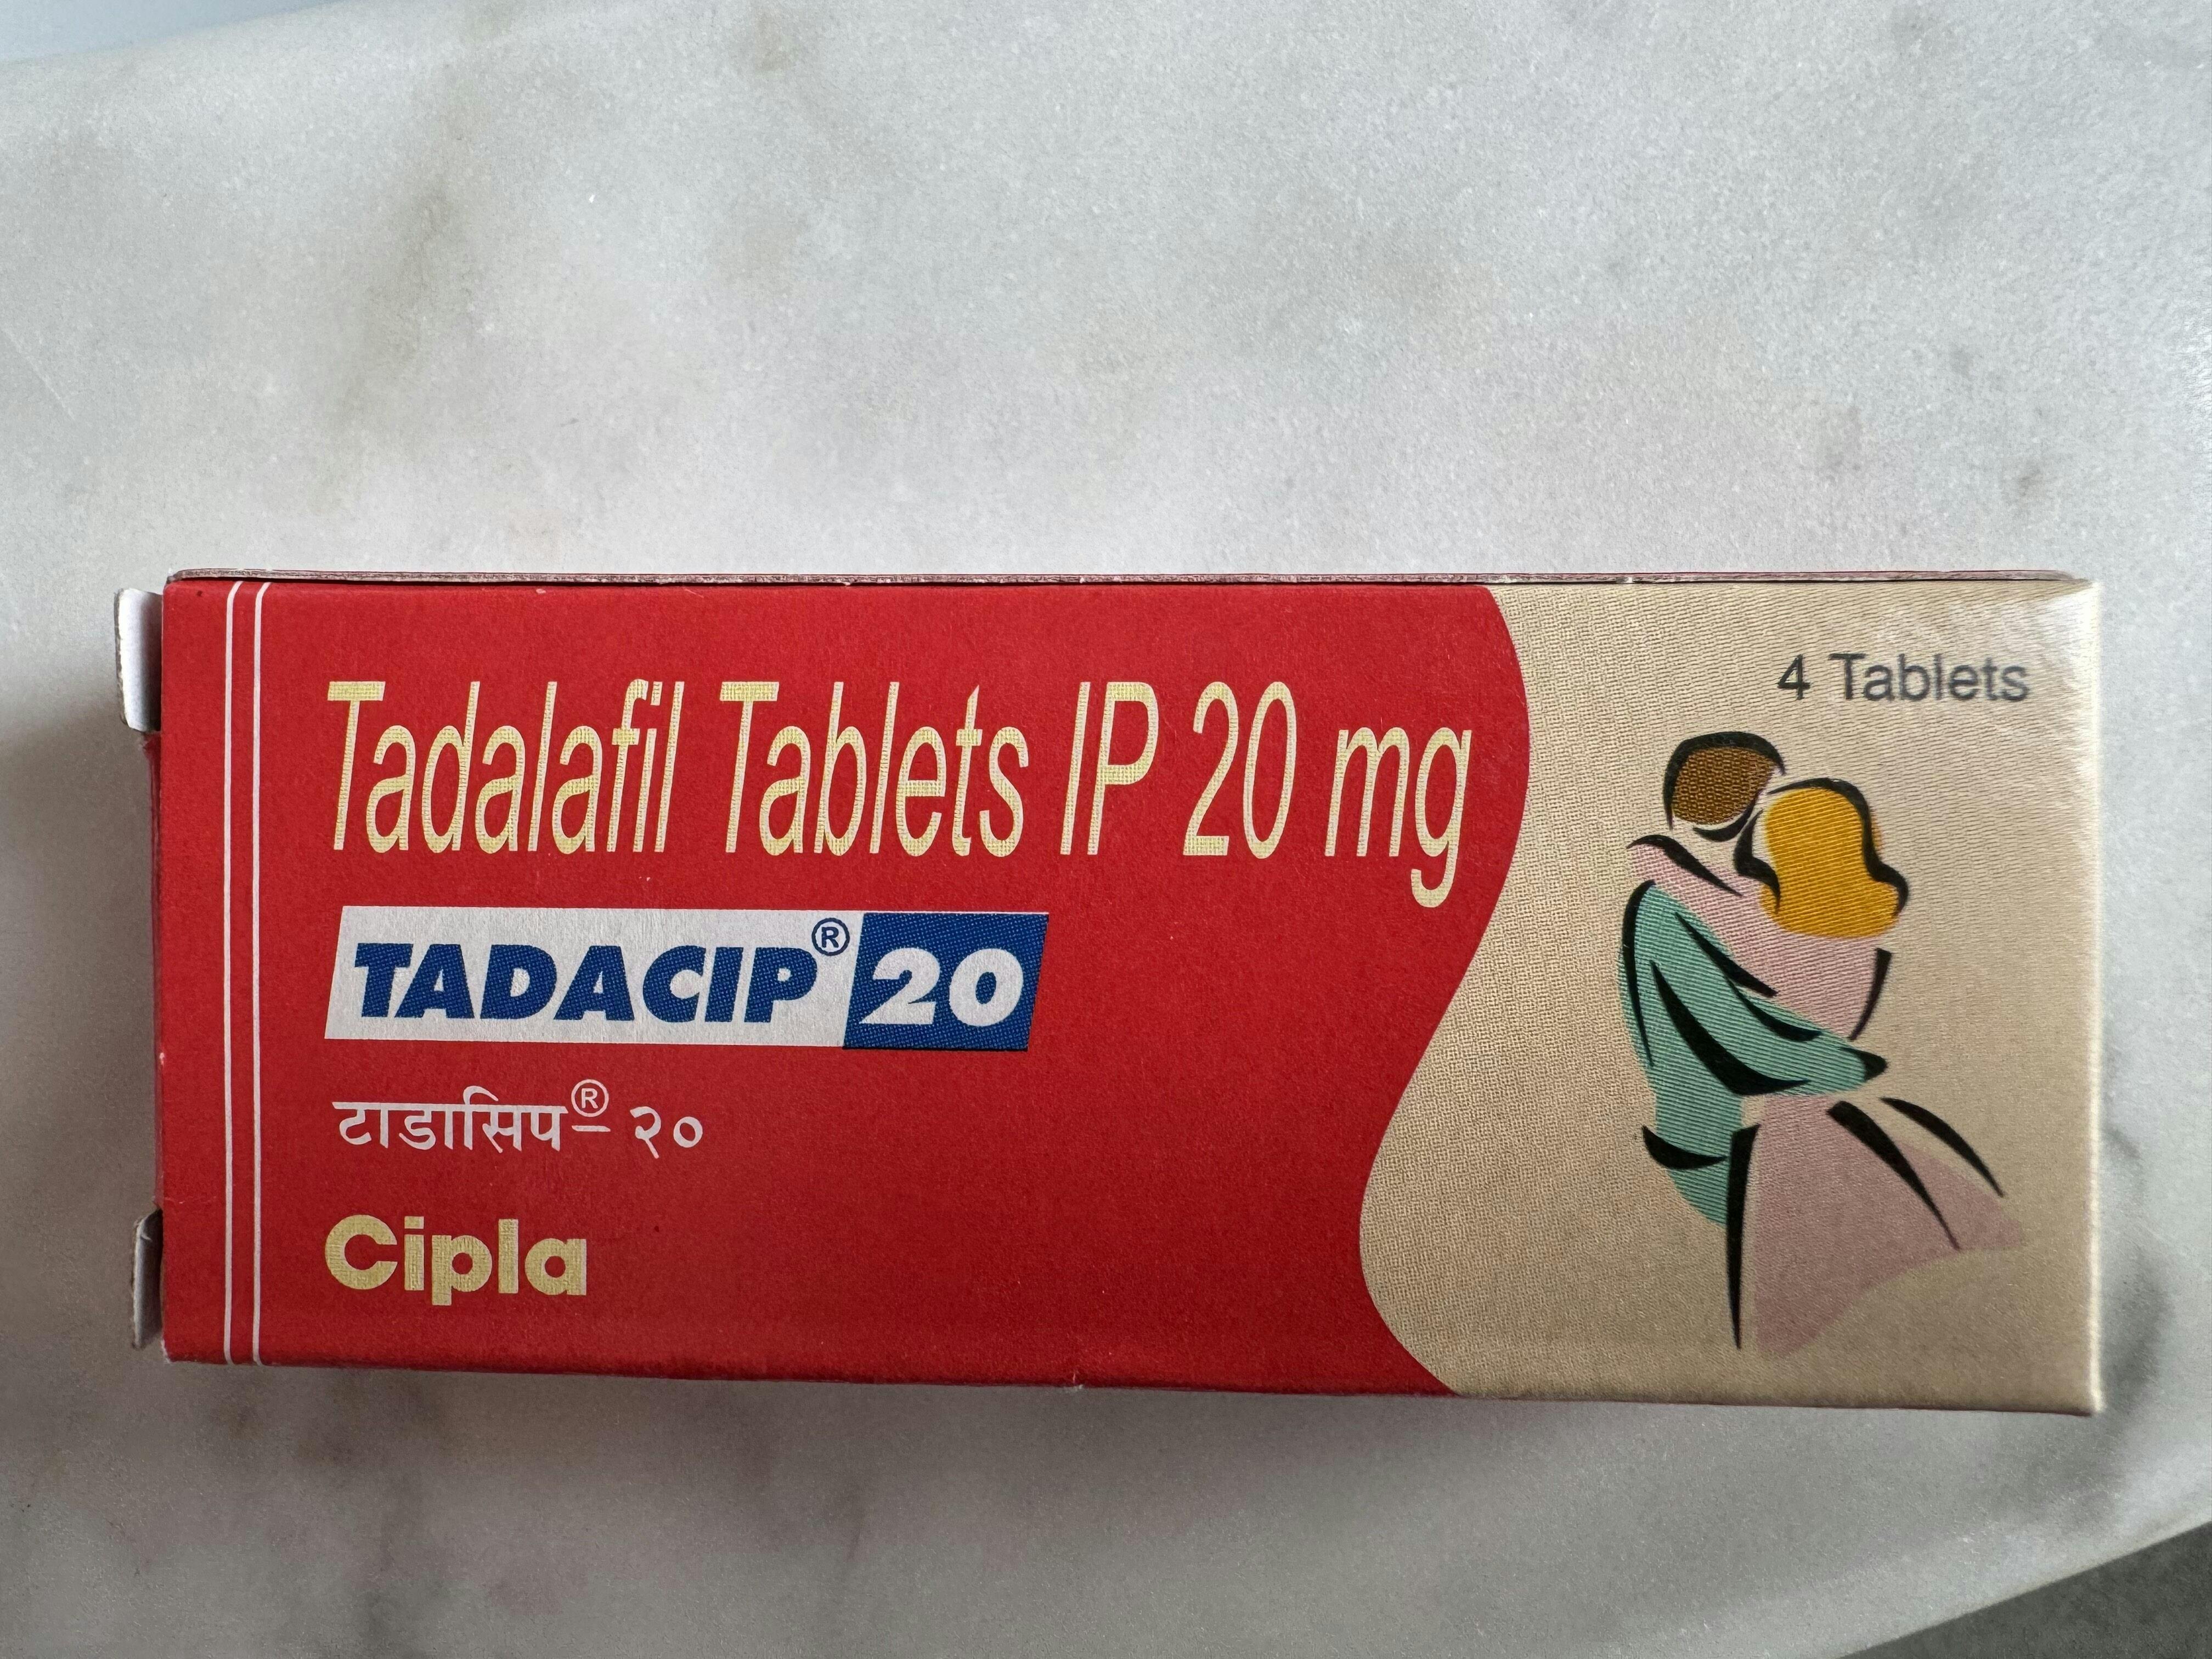 4 Tablets
Tadalafil Tablets IP 20 mg
TADACIP® 20
टाडासिप®- २०
Cipla